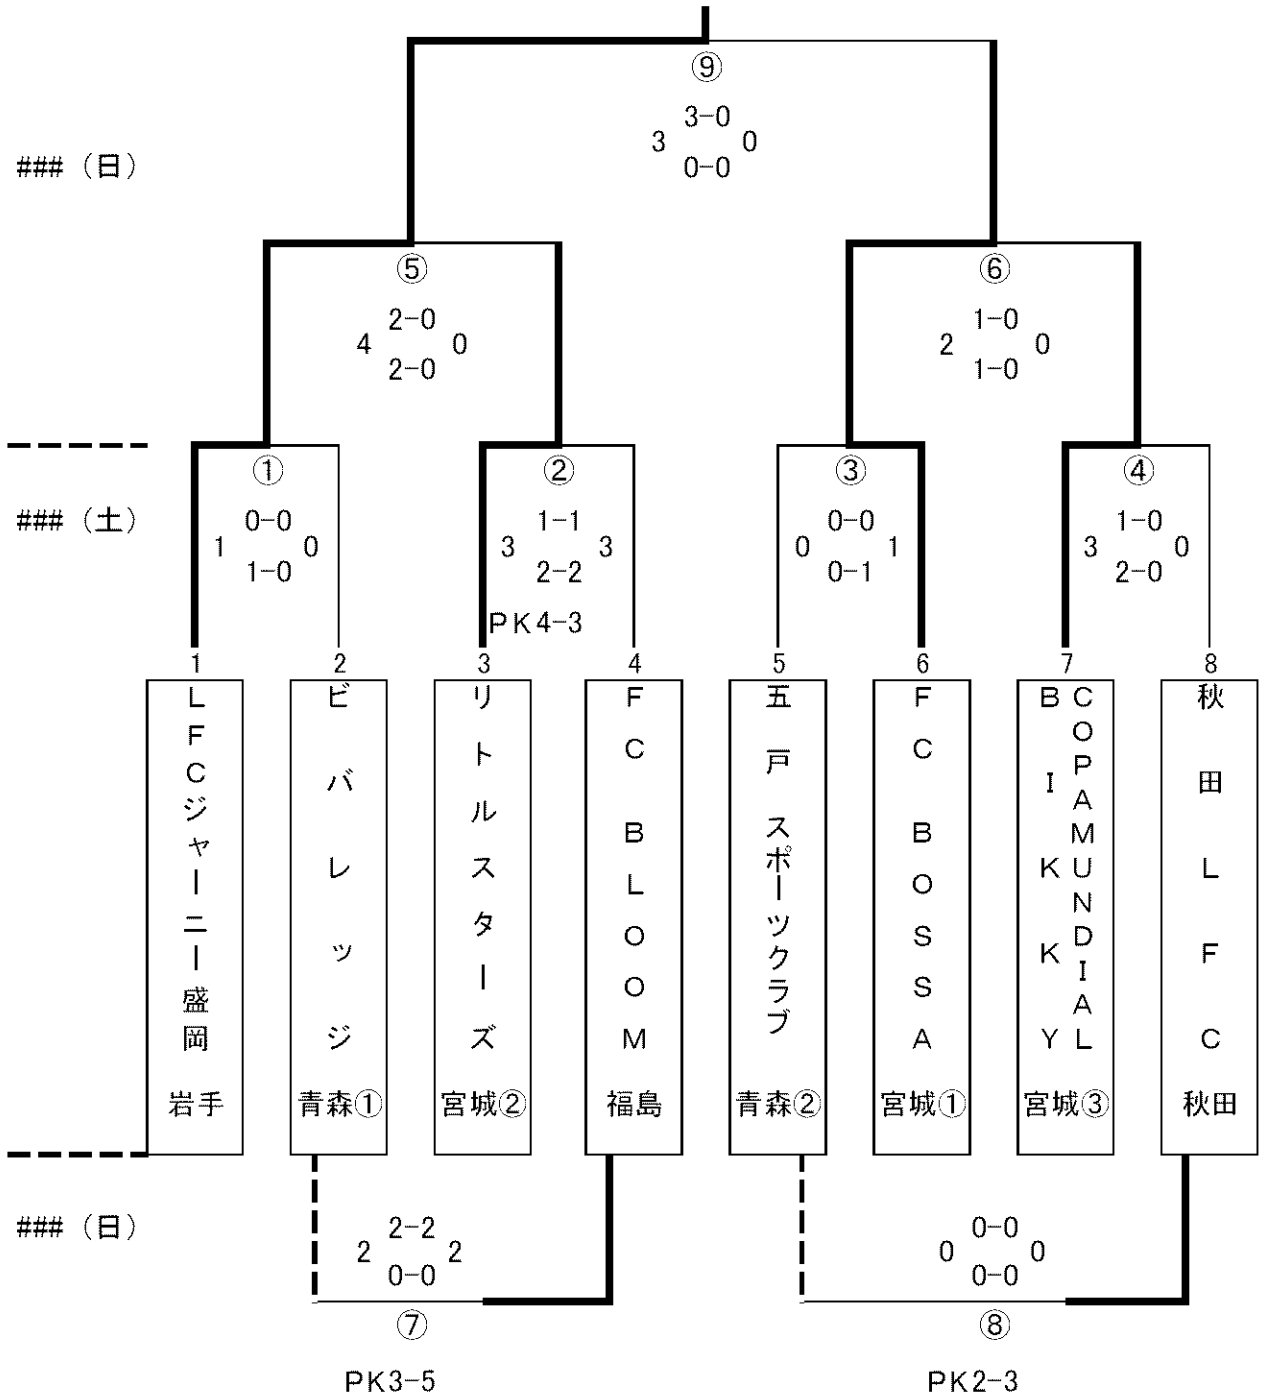 ⑨
3-0
3 0
0-0
###（日）
⑤ ⑥
2-0 1-0
4 0 2 0
2-0 1-0
① ② ③ ④
###（土）
0-0 1-1 0-0 1-0
1 0 3 3 0 1 3 0
1-0 2-2 0-1 2-0
PK4-3
1 2 3 4 5 6 7 8
LFCジャーニー盛岡
ビバレッジ
リトルスターズ
FC BLOOM
五戸スポーツクラブ
FC BOSSA
COPAMUNDIAL
BIKKY
秋田LFC
岩手 青森① 宮城② 福島 青森② 宮城① 宮城③ 秋田
###（日）
2-2 0-0
2 2 0 0
0-0 0-0
⑦ ⑧
PK3-5 PK2-3